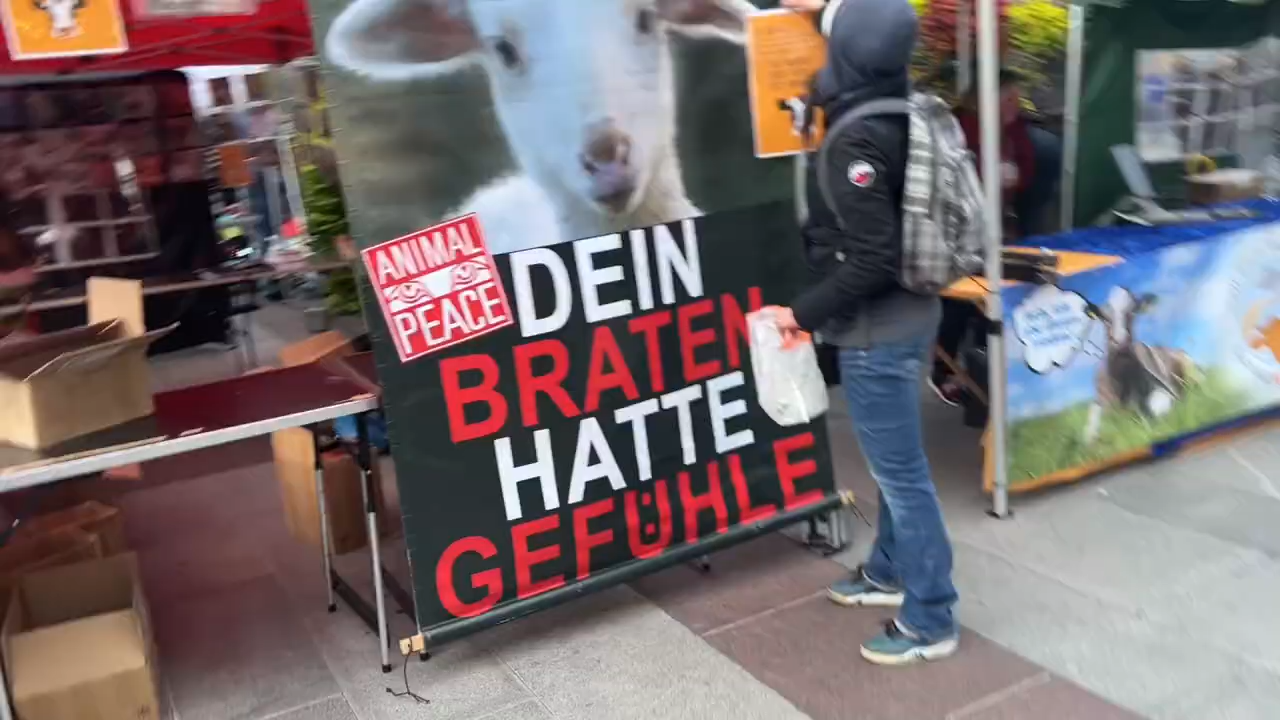 ANIMAL
PEACE
DEIN
BRATEN
HATTE
GEFÜHLE